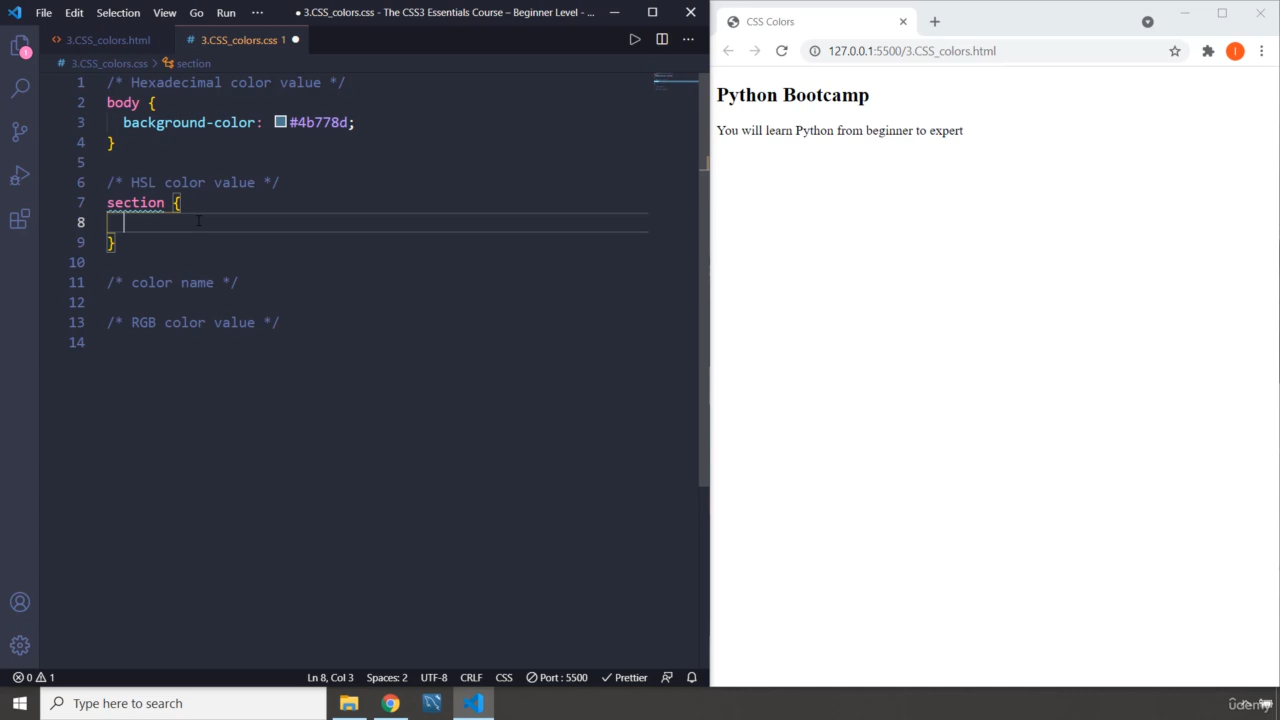 File Edit Selection View Go Run ··· ● 3.CSS_colors.css - The CSS3 Essentials Course – Beginner Level - ...
3.CSS_colors.html # 3.CSS_colors.css 1 ●
# 3.CSS_colors.css > section
1 /* Hexadecimal color value */
2 body {
3 background-color: #4b778d;
4 }
5
6 /* HSL color value */
7 section {
8
9 }
10
11 /* color name */
12
13 /* RGB color value */
14
1
0 1 Ln 8, Col 3 Spaces: 2 UTF-8 CRLF CSS Port : 5500 Prettier
CSS Colors
127.0.0.1:5500/3.CSS_colors.html
I
Python Bootcamp
You will learn Python from beginner to expert
Type here to search
udemy